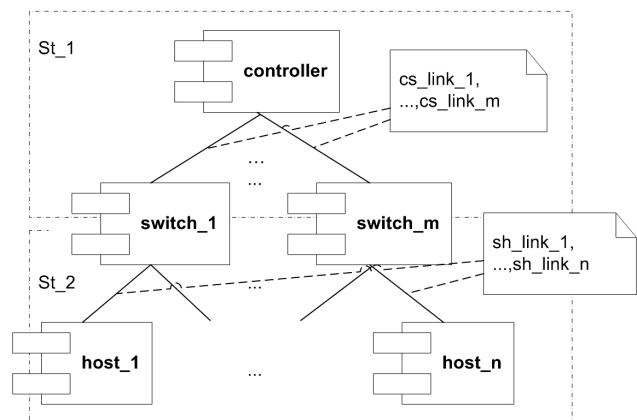 St_1
controller
cs_link_1,
...,cs_link_m
...
...
switch_1
switch_m
sh_link_1,
...,sh_link_n
St_2
...
host_1
...
host_n